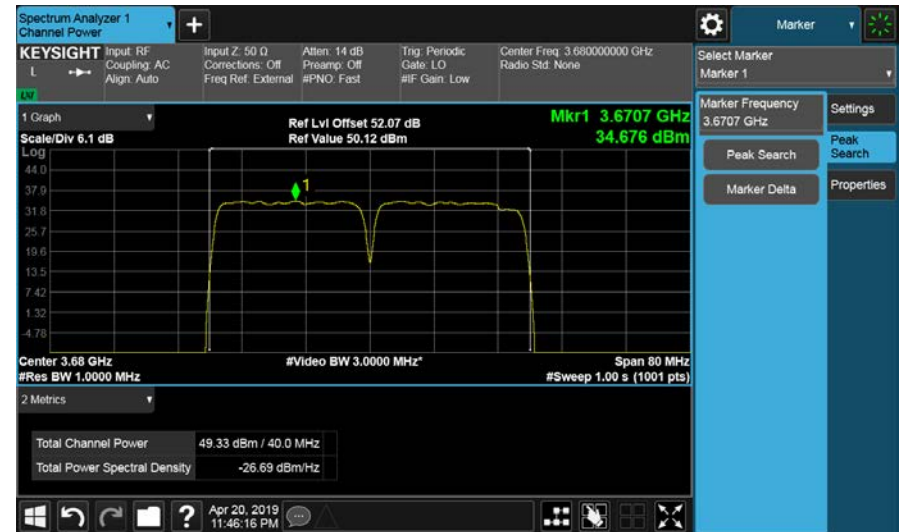 Spectrum Analyzer 1
Channel Power
+
Marker
KEYSIGHT
L
LXI
Input: RF
Coupling: AC
Align: Auto
Input Z: 50 Ω
Corrections: Off
Freq Ref: External
Atten: 14 dB
Preamp: Off
#PNO: Fast
Trig: Periodic
Gate: LO
#IF Gain: Low
Center Freq: 3.680000000 GHz
Radio Std: None
Select Marker
Marker 1
Marker Frequency
3.6707 GHz
Peak Search
Marker Delta
Settings
Peak
Search
Properties
1 Graph
Scale/Div 6.1 dB
Log
Ref Lvl Offset 52.07 dB
Ref Value 50.12 dBm
Mkr1 3.6707 GHz
34.676 dBm
44.0
37.9
31.8
25.7
19.6
13.5
7.42
1.32
-4.78
1
Center 3.68 GHz
#Res BW 1.0000 MHz
#Video BW 3.0000 MHz*
Span 80 MHz
#Sweep 1.00 s (1001 pts)
2 Metrics
Total Channel Power 49.33 dBm / 40.0 MHz
Total Power Spectral Density -26.69 dBm/Hz
?
Apr 20, 2019
11:46:16 PM